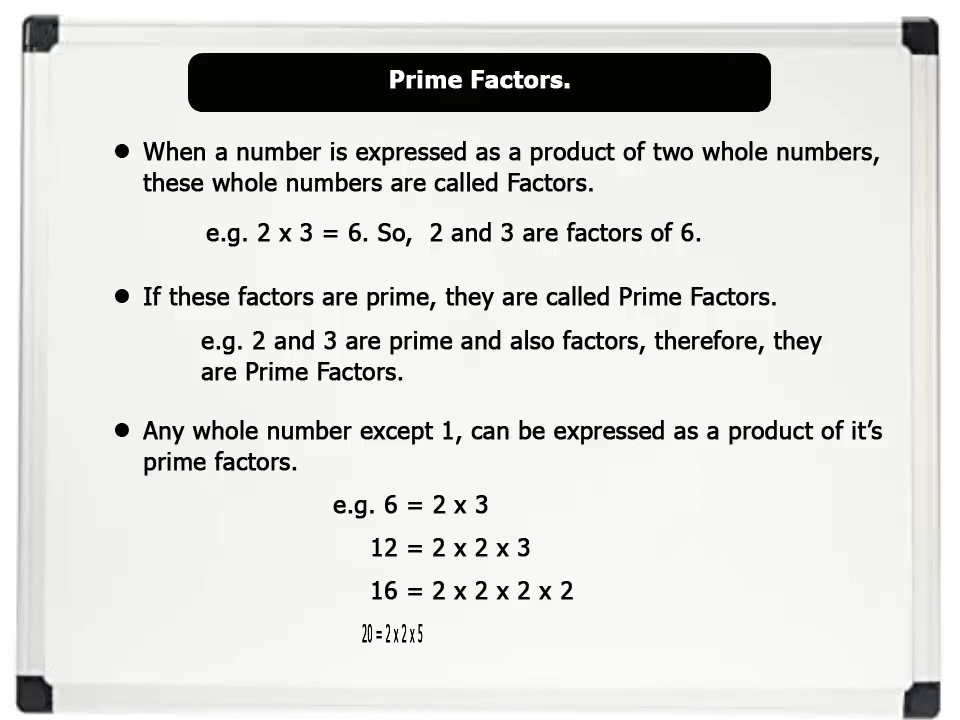 Prime Factors.
● When a number is expressed as a product of two whole numbers,
these whole numbers are called Factors.
e.g. 2 x 3 = 6. So,  2 and 3 are factors of 6.
● If these factors are prime, they are called Prime Factors.
e.g. 2 and 3 are prime and also factors, therefore, they
are Prime Factors.
● Any whole number except 1, can be expressed as a product of it’s
prime factors.
e.g. 6 = 2 x 3
12 = 2 x 2 x 3
16 = 2 x 2 x 2 x 2
20 = 2 x 2 x 5